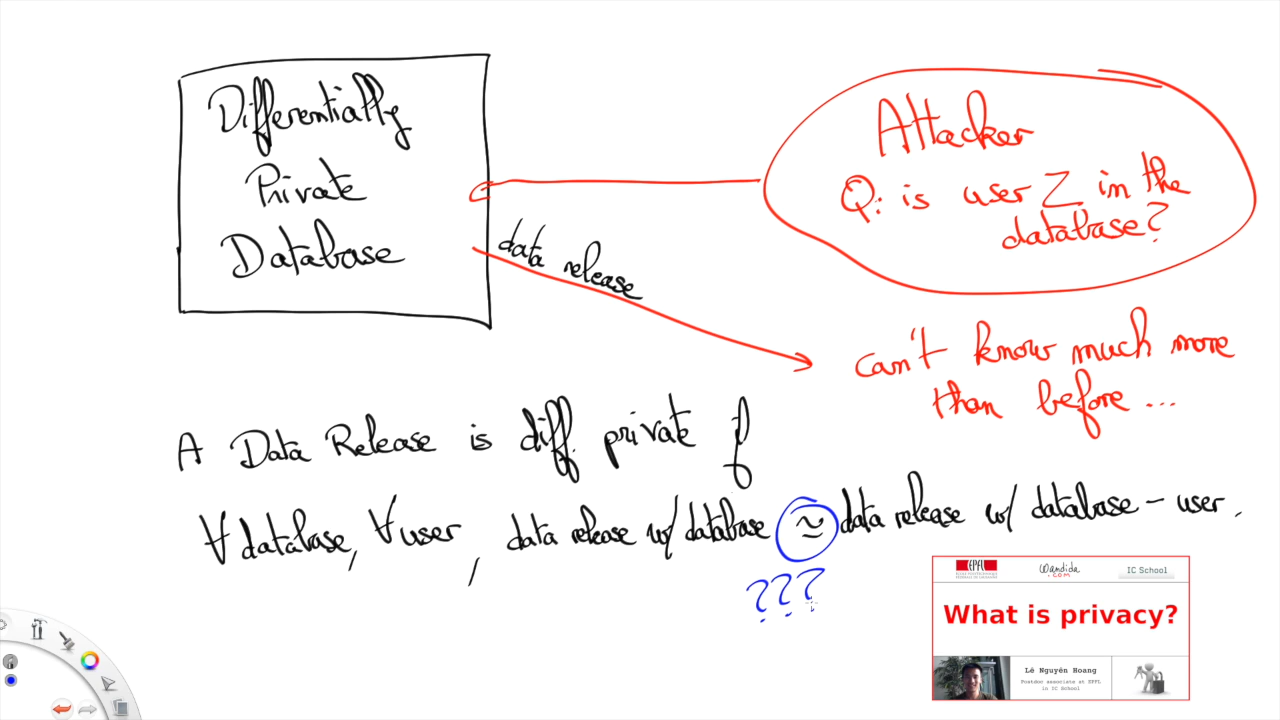 Differentially
Private
Database
Attacker
Q: is user Z in the
database?
data release
can't know much more
than before ...
A Data Release is diff. private if
∀ database, ∀ user, data release w/ database ≃ data release w/ database - user.
???
EPFL
Wandida
.com
IC School
What is privacy?
Lê Nguyên Hoang
Postdoc associate at EPFL
in IC School